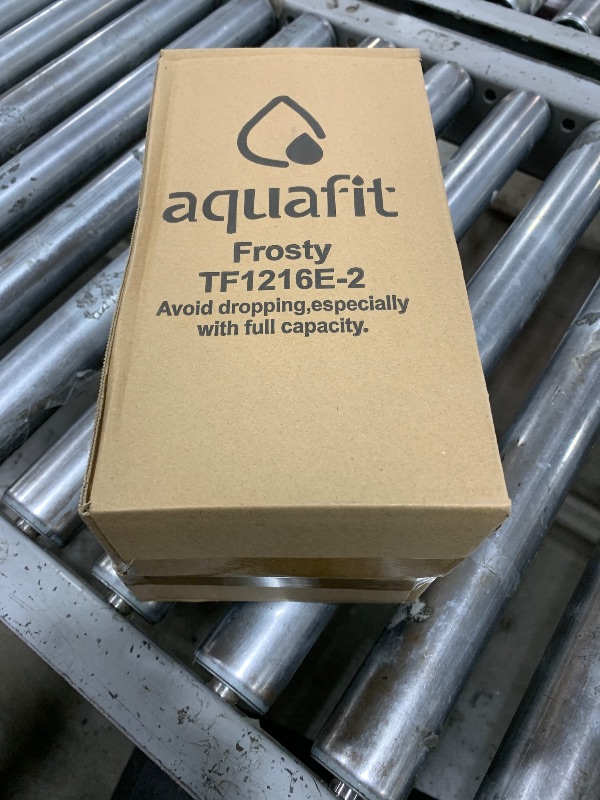 aquafit
Frosty
TF1216E-2
Avoid dropping,especially
with full capacity.